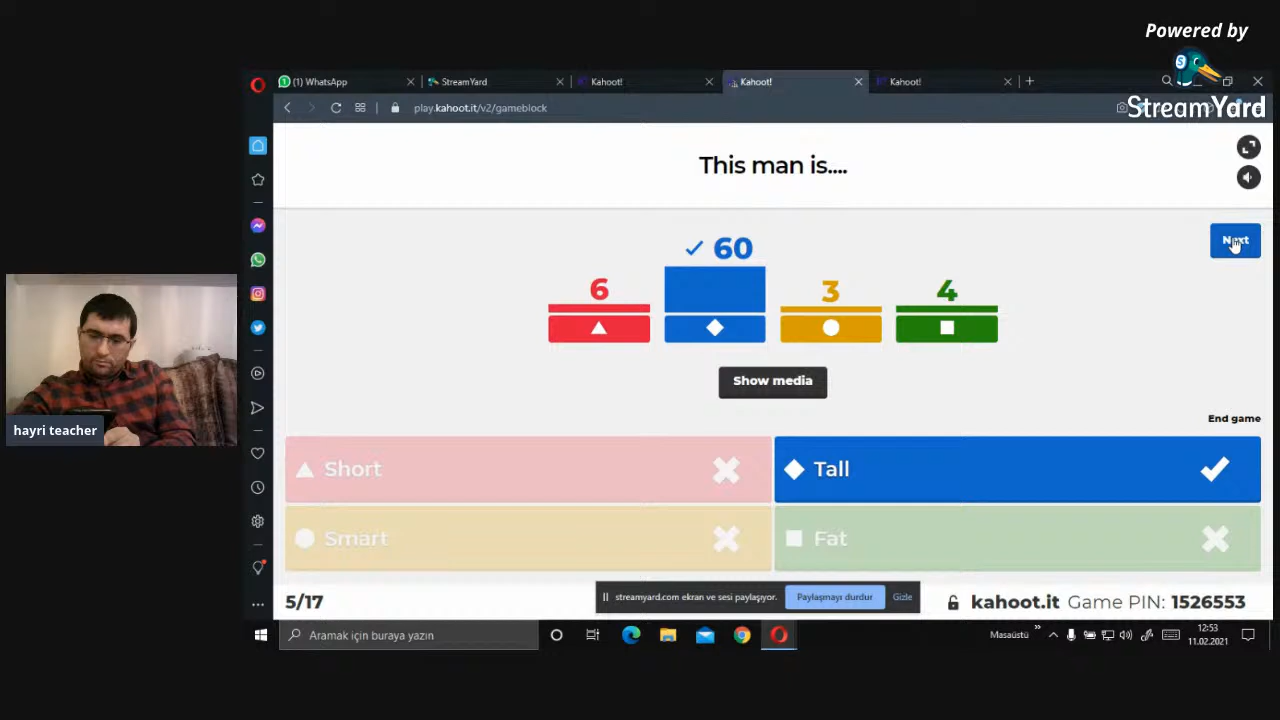 Powered by
StreamYard
(1) WhatsApp
StreamYard
Kahoot!
Kahoot!
Kahoot!
play.kahoot.it/v2/gameblock
This man is....
Next
6
60
3
4
Show media
End game
hayri teacher
Short
Tall
Smart
Fat
5/17
streamyard.com ekran ve sesi paylaşıyor.
Paylaşmayı durdur
Gizle
kahoot.it Game PIN: 1526553
Aramak için buraya yazın
Masaüstü
12:53
11.02.2021